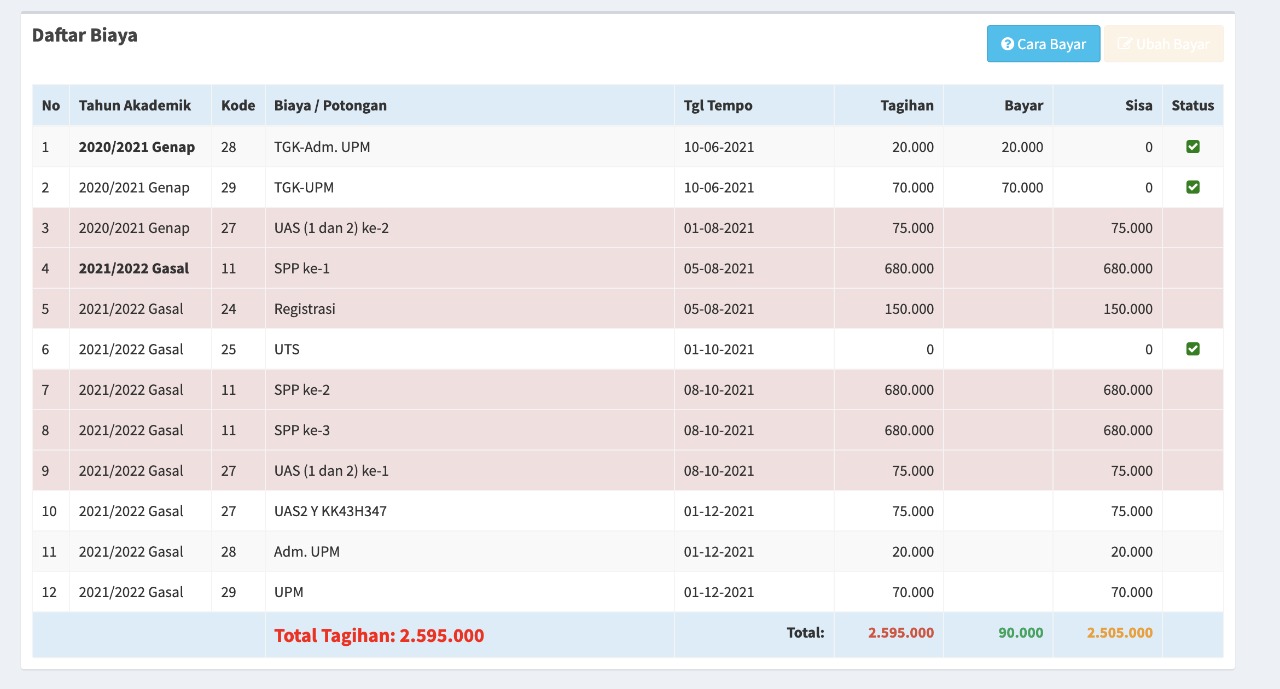 Daftar Biaya
Cara Bayar Ubah Bayar
No Tahun Akademik Kode Biaya / Potongan Tgl Tempo Tagihan Bayar Sisa Status
1 2020/2021 Genap 28 TGK-Adm. UPM 10-06-2021 20.000 20.000 0
2 2020/2021 Genap 29 TGK-UPM 10-06-2021 70.000 70.000 0
3 2020/2021 Genap 27 UAS (1 dan 2) ke-2 01-08-2021 75.000 75.000
4 2021/2022 Gasal 11 SPP ke-1 05-08-2021 680.000 680.000
5 2021/2022 Gasal 24 Registrasi 05-08-2021 150.000 150.000
6 2021/2022 Gasal 25 UTS 01-10-2021 0 0
7 2021/2022 Gasal 11 SPP ke-2 08-10-2021 680.000 680.000
8 2021/2022 Gasal 11 SPP ke-3 08-10-2021 680.000 680.000
9 2021/2022 Gasal 27 UAS (1 dan 2) ke-1 08-10-2021 75.000 75.000
10 2021/2022 Gasal 27 UAS2 Y KK43H347 01-12-2021 75.000 75.000
11 2021/2022 Gasal 28 Adm. UPM 01-12-2021 20.000 20.000
12 2021/2022 Gasal 29 UPM 01-12-2021 70.000 70.000
Total Tagihan: 2.595.000 Total: 2.595.000 90.000 2.505.000